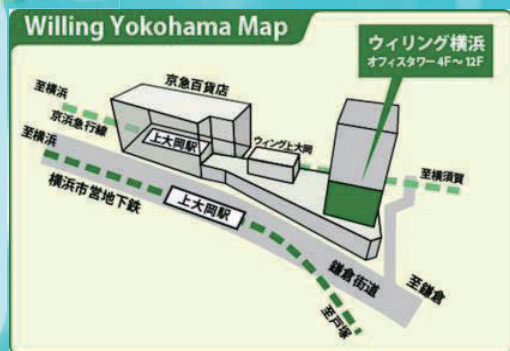 Willing Yokohama Map
ウィリング横浜
オフィスタワー4F～12F
京急百貨店
至横浜
京浜急行線
上大岡駅
ウィング上大岡
至横須賀
至横浜
横浜市営地下鉄
上大岡駅
鎌倉街道
至鎌倉
至戸塚